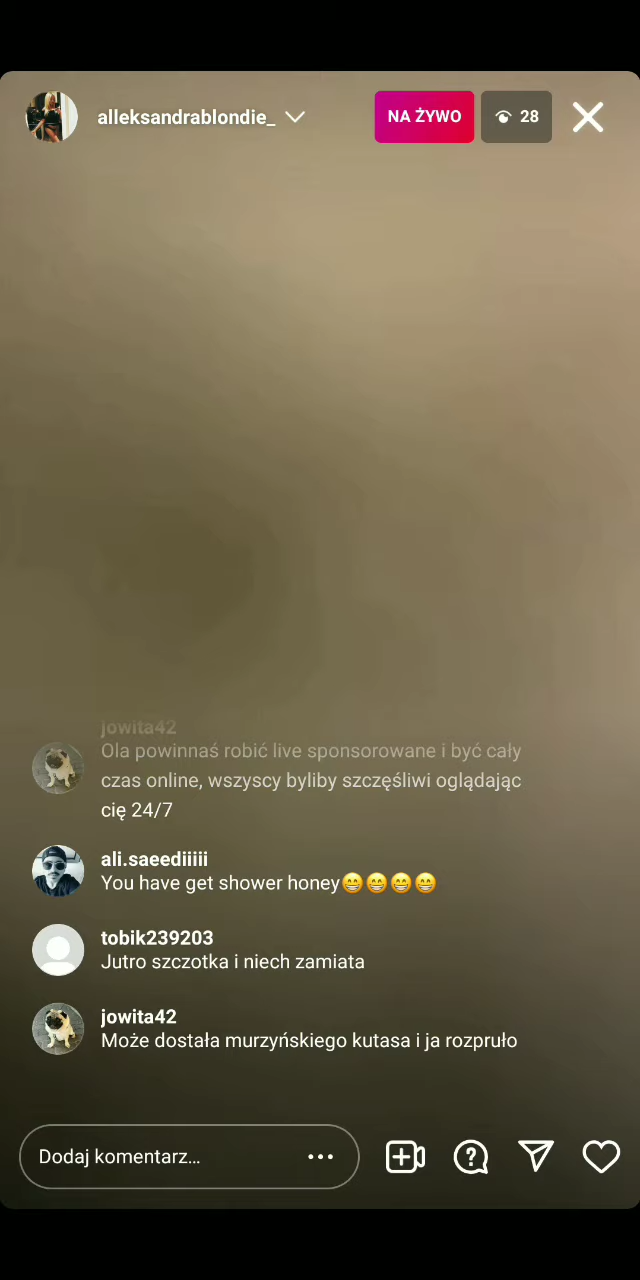 alleksandrablondie_
NA ŻYWO
28
jowita42
Ola powinnaś robić live sponsorowane i być cały
czas online, wszyscy byliby szczęśliwi oglądając
cię 24/7
ali.saeediiiii
You have get shower honey😁😁😁😁
tobik239203
Jutro szczotka i niech zamiata
jowita42
Może dostała murzyńskiego kutasa i ja rozpruło
Dodaj komentarz...